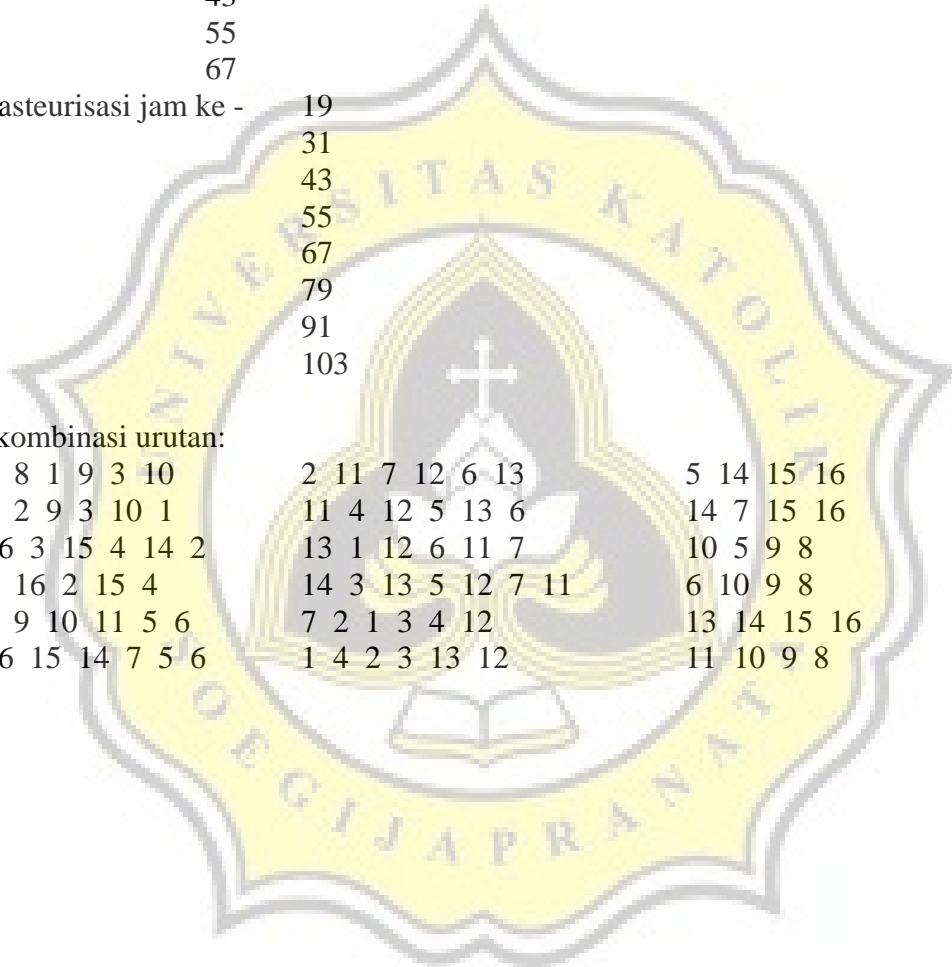 55
67
asteurisasi jam ke - 19
31
43
55
67
79
91
103
kombinasi urutan:
8 1 9 3 10 2 11 7 12 6 13 5 14 15 16
2 9 3 10 1 11 4 12 5 13 6 14 7 15 16
6 3 15 4 14 2 13 1 12 6 11 7 10 5 9 8
16 2 15 4 14 3 13 5 12 7 11 6 10 9 8
9 10 11 5 6 7 2 1 3 4 12 13 14 15 16
6 15 14 7 5 6 1 4 2 3 13 12 11 10 9 8
UNIVERSITAS KATOLIK
SOEGIJAPRANATA